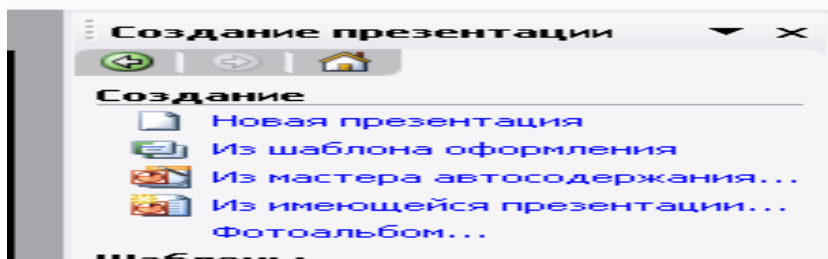 Создание презентации
Создание
Новая презентация
Из шаблона оформления
Из мастера автосодержания...
Из имеющейся презентации...
Фотоальбом...